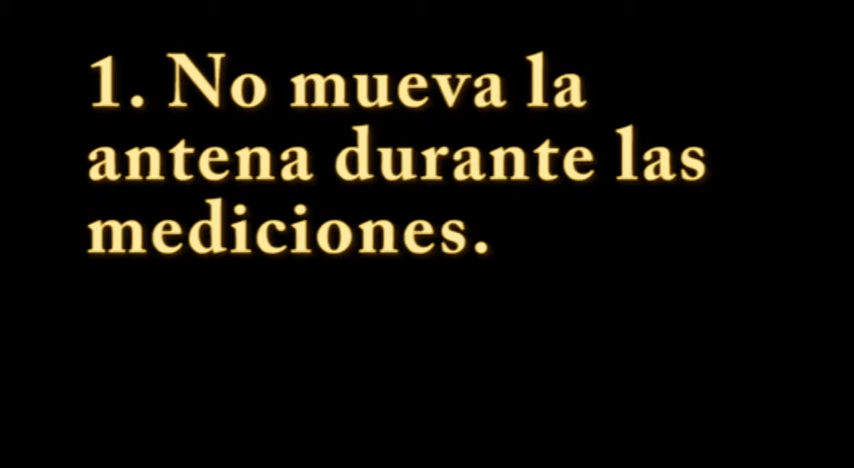 1. No mueva la
antena durante las
mediciones.